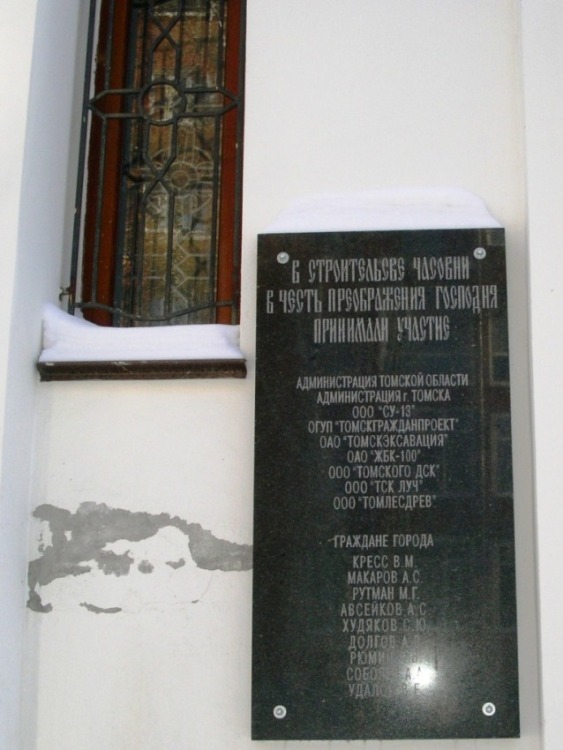 В СТРОИТЕЛЬСВЕ ЧАСОВНИ
В ЧЕСТЬ ПРЕОБРАЖЕНИЯ ГОСПОДНЯ
ПРИНИМАЛИ УЧАСТИЕ
АДМИНИСТРАЦИЯ ТОМСКОЙ ОБЛАСТИ
АДМИНИСТРАЦИЯ г. ТОМСКА
ООО "СУ-13"
ОГУП "ТОМСКГРАЖДАНПРОЕКТ"
ОАО "ТОМСКЭКСАВАЦИЯ"
ОАО "ЖБК-100"
ООО "ТОМСКОГО ДСК"
ООО "ТСК ЛУЧ"
ООО "ТОМЛЕСДРЕВ"
ГРАЖДАНЕ ГОРОДА
КРЕСС В.М.
МАКАРОВ А.С.
РУТМАН М.Г.
АВСЕЙКОВ А.С.
ХУДЯКОВ С.Ю.
ДОЛГОВ